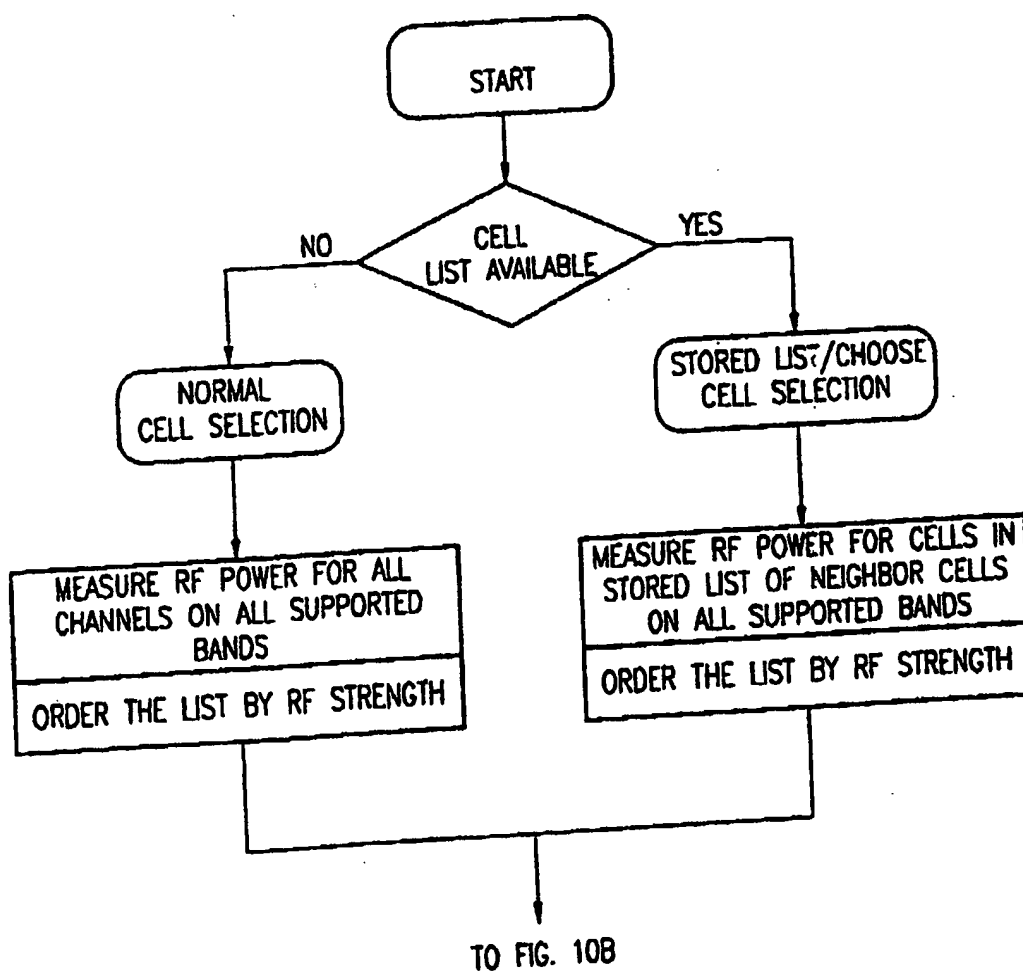 START
CELL
LIST AVAILABLE
NO
YES
NORMAL
CELL SELECTION
STORED LIST/CHOOSE
CELL SELECTION
MEASURE RF POWER FOR ALL
CHANNELS ON ALL SUPPORTED
BANDS
ORDER THE LIST BY RF STRENGTH
MEASURE RF POWER FOR CELLS IN
STORED LIST OF NEIGHBOR CELLS
ON ALL SUPPORTED BANDS
ORDER THE LIST BY RF STRENGTH
TO FIG. 10B